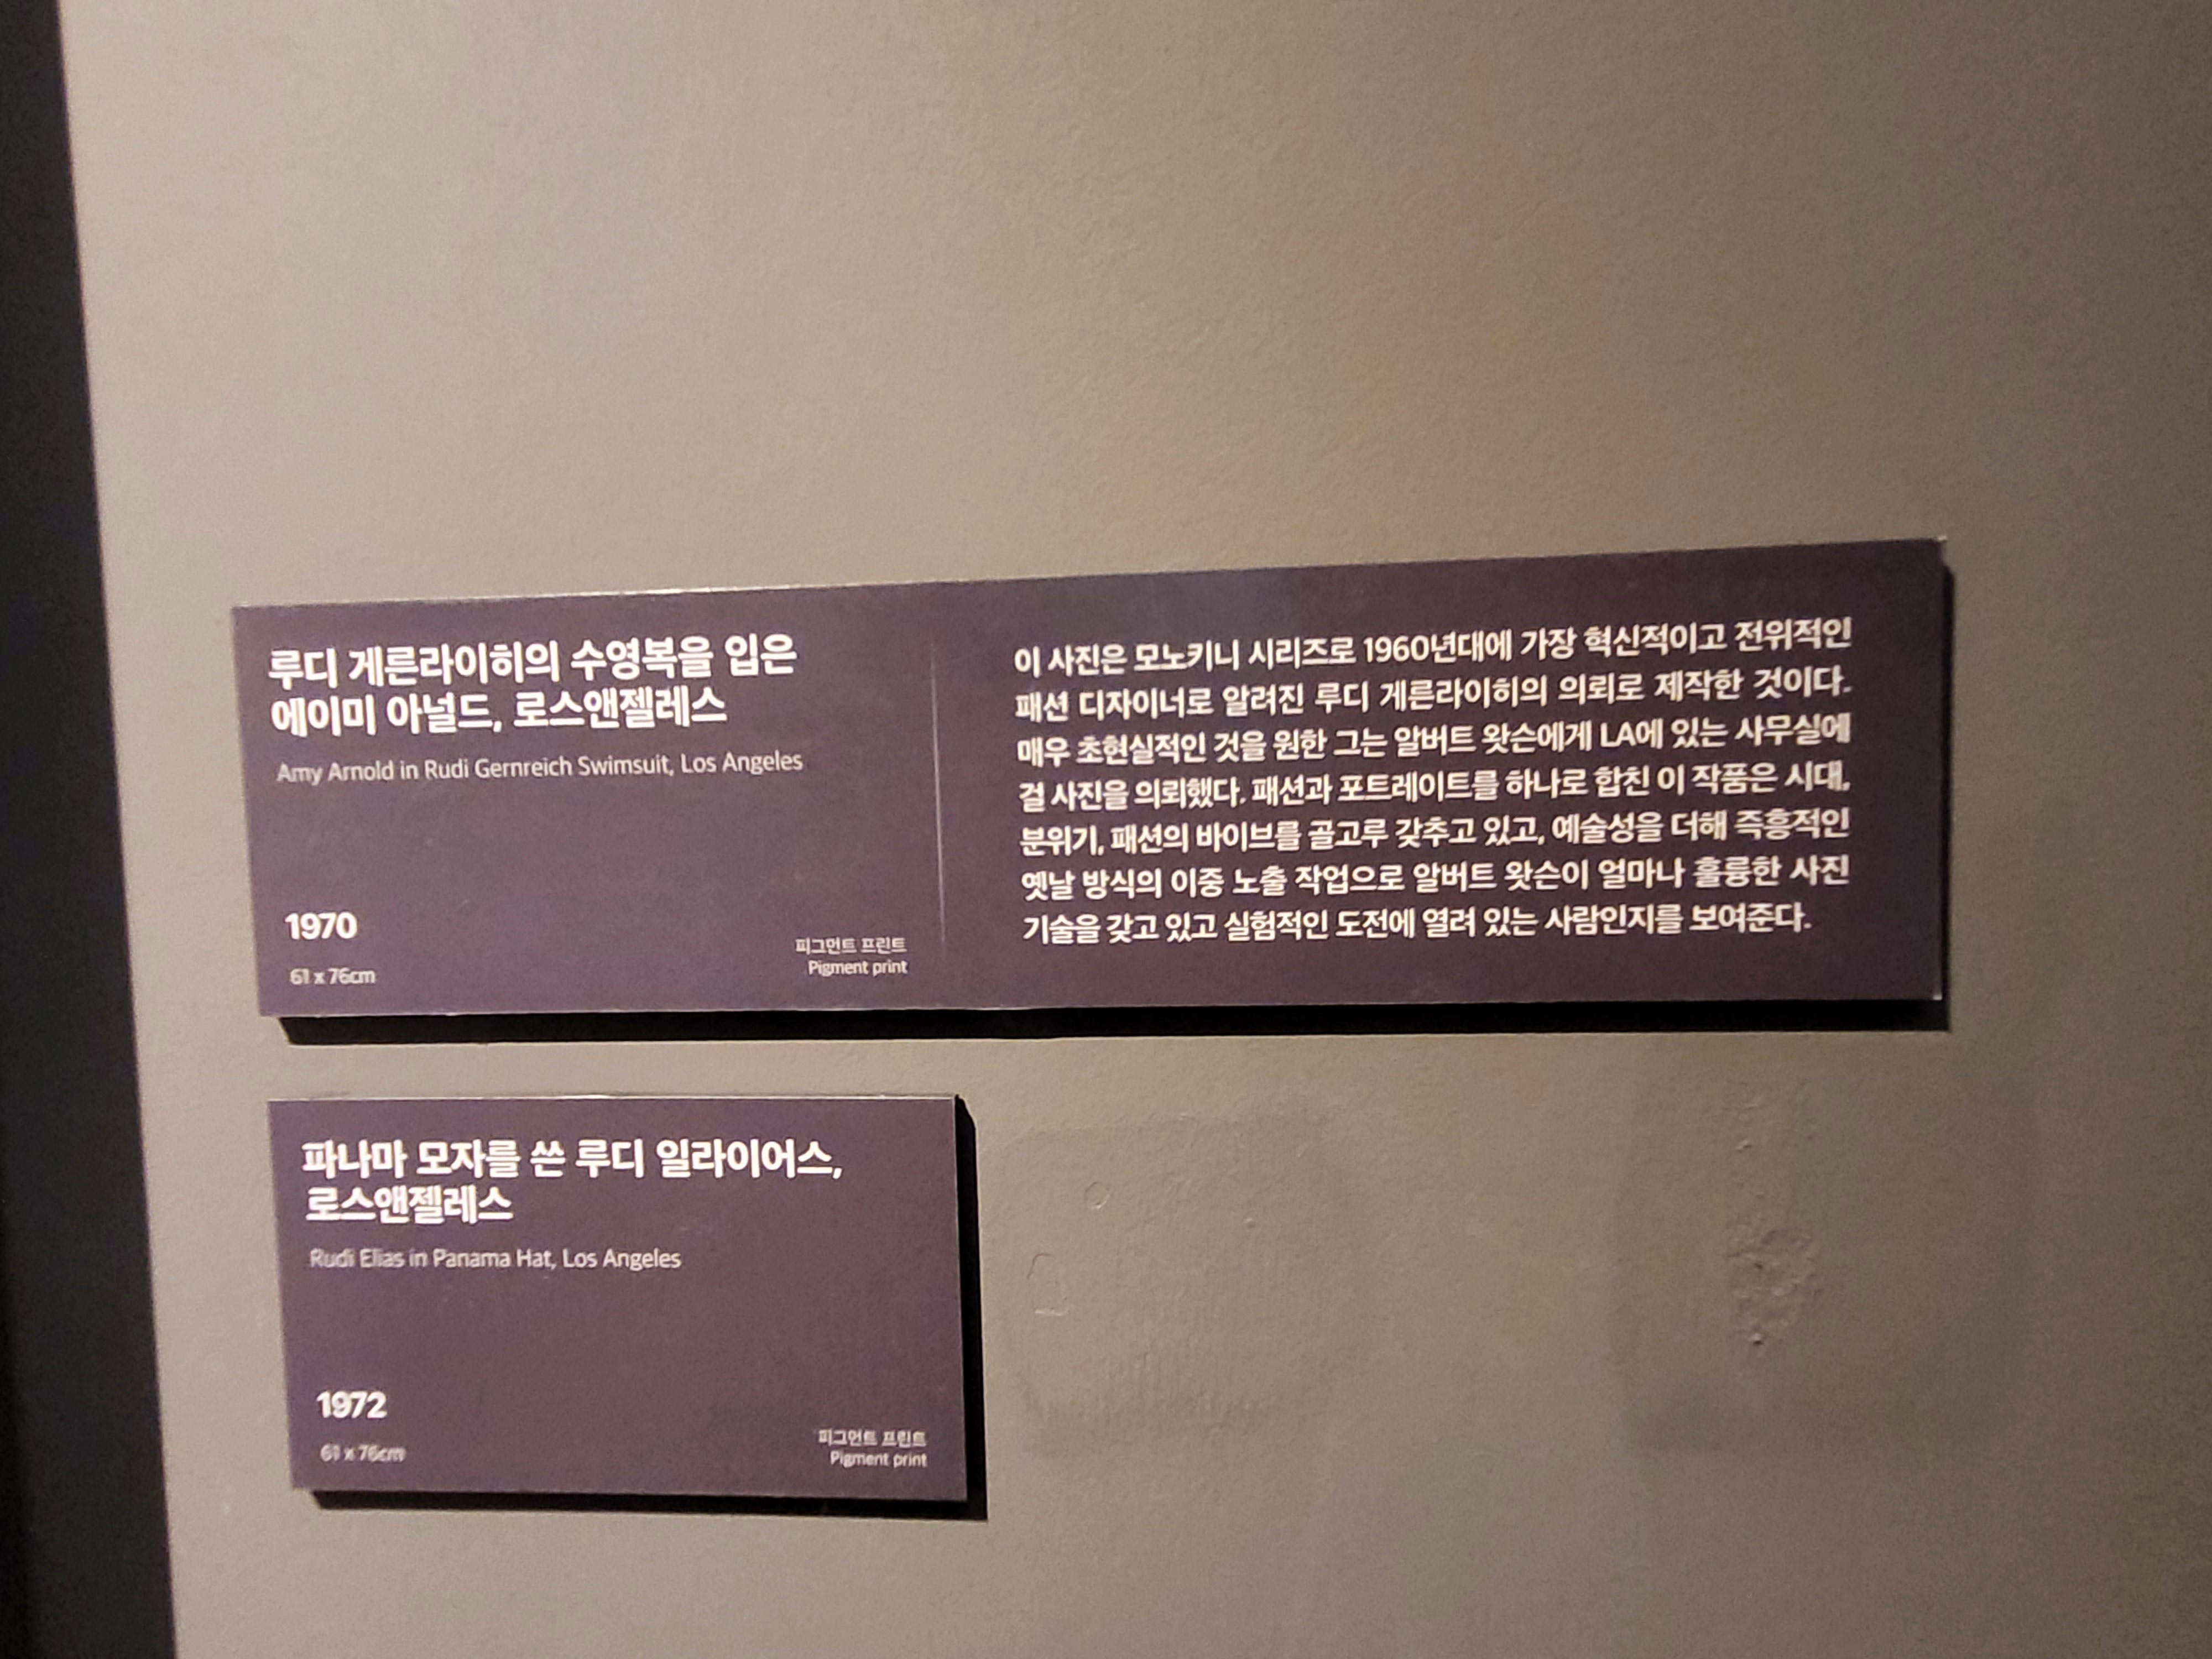 루디 게른라이히의 수영복을 입은
에이미 아널드, 로스앤젤레스
Amy Arnold in Rudi Gernreich Swimsuit, Los Angeles
1970
61 x 76cm
피그먼트 프린트
Pigment print
이 사진은 모노키니 시리즈로 1960년대에 가장 혁신적이고 전위적인
패션 디자이너로 알려진 루디 게른라이히의 의뢰로 제작한 것이다.
매우 초현실적인 것을 원한 그는 알버트 왓슨에게 LA에 있는 사무실에
걸 사진을 의뢰했다. 패션과 포트레이트를 하나로 합친 이 작품은 시대,
분위기, 패션의 바이브를 골고루 갖추고 있고, 예술성을 더해 즉흥적인
옛날 방식의 이중 노출 작업으로 알버트 왓슨이 얼마나 훌륭한 사진
기술을 갖고 있고 실험적인 도전에 열려 있는 사람인지를 보여준다.
파나마 모자를 쓴 루디 일라이어스,
로스앤젤레스
Rudi Elias in Panama Hat, Los Angeles
1972
61 x 76cm
피그먼트 프린트
Pigment print